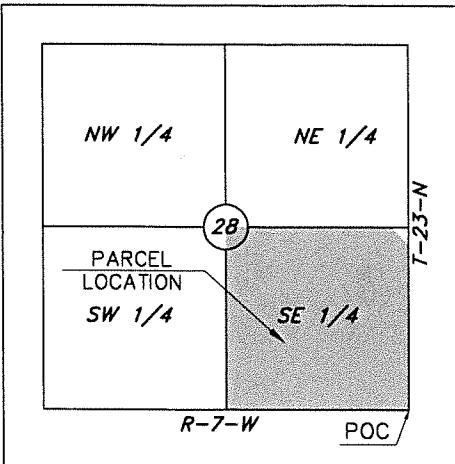 NW 1/4
NE 1/4
28
T-23-N
PARCEL
LOCATION
SW 1/4
SE 1/4
R-7-W
POC